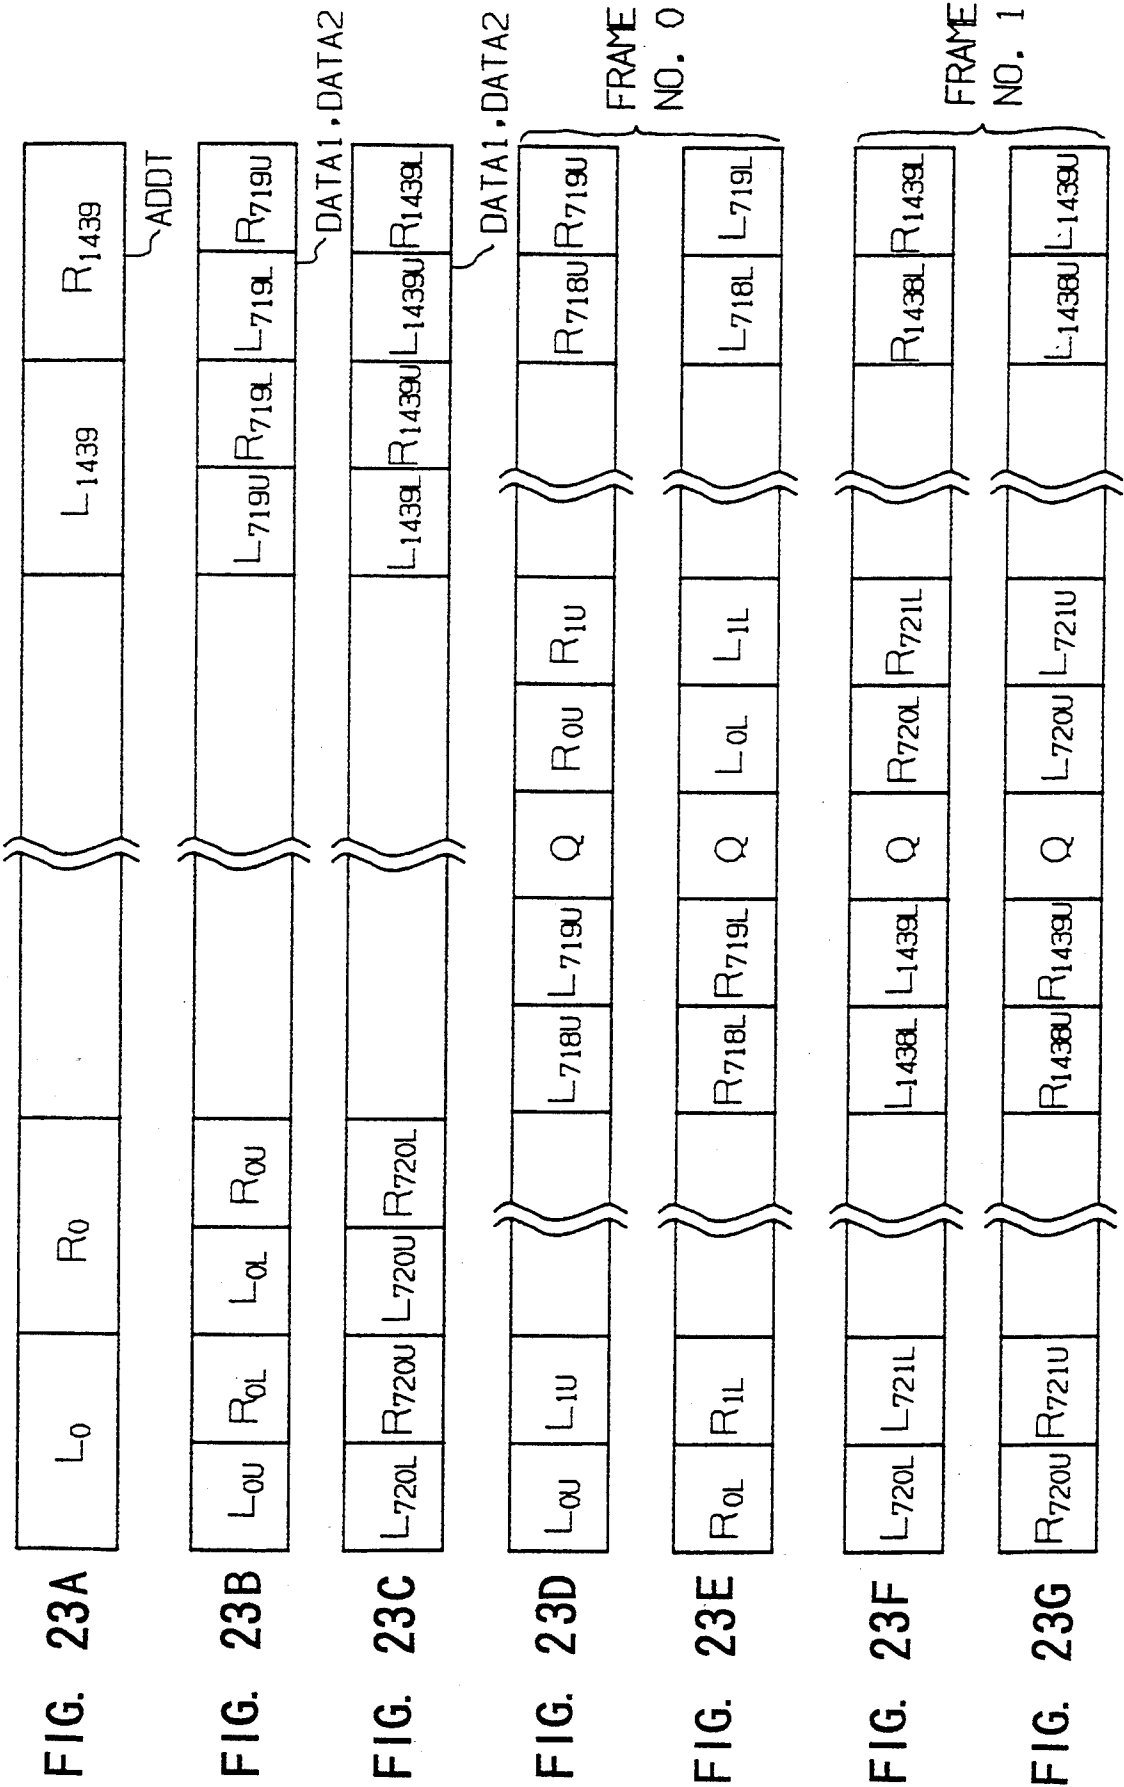 FIG. 23A L0 R0 L1439 R1439
ADDT
FIG. 23B L0U R0L L0L R0U L719U R719L L719L R719U
DATA1,DATA2
FIG. 23C L720L R720U L720U R720L L1439L R1439U L1439U R1439L
DATA1,DATA2
FIG. 23D L0U L1U L718U L719U Q R0U R1U R718U R719U
FIG. 23E R0L R1L R718L R719L Q L0L L1L L718L L719L
FRAME
NO. 0
FIG. 23F L720L L721L L1438L L1439L Q R720L R721L R1438L R1439L
FIG. 23G R720U R721U R1438U R1439U Q L720U L721U L1438U L1439U
FRAME
NO. 1